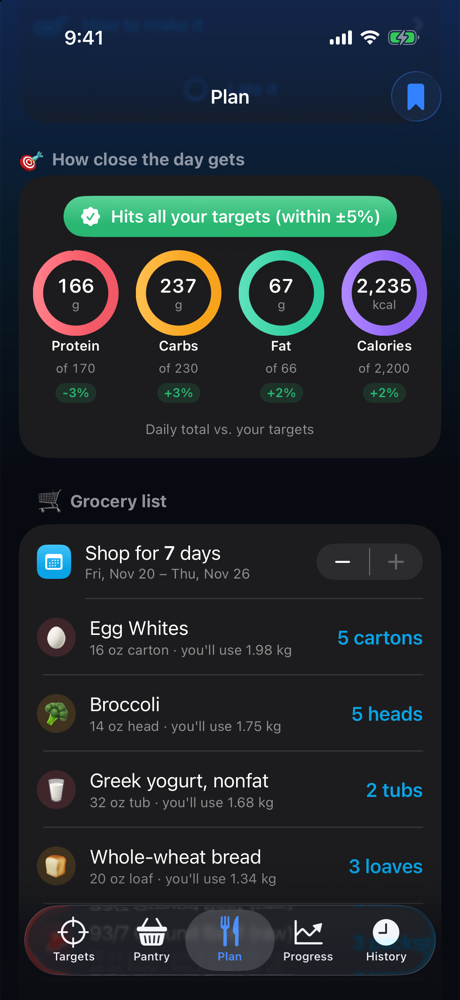 9:41
How to make it
Plan
How close the day gets
Hits all your targets (within ±5%)
166
g
237
g
67
g
2,235
kcal
Protein
Carbs
Fat
Calories
of 170
of 230
of 66
of 2,200
-3%
+3%
+2%
+2%
Daily total vs. your targets
Grocery list
Shop for 7 days
Fri, Nov 20 – Thu, Nov 26
Egg Whites
16 oz carton · you'll use 1.98 kg
5 cartons
Broccoli
14 oz head · you'll use 1.75 kg
5 heads
Greek yogurt, nonfat
32 oz tub · you'll use 1.68 kg
2 tubs
Whole-wheat bread
20 oz loaf · you'll use 1.34 kg
3 loaves
Targets
Pantry
Plan
Progress
History